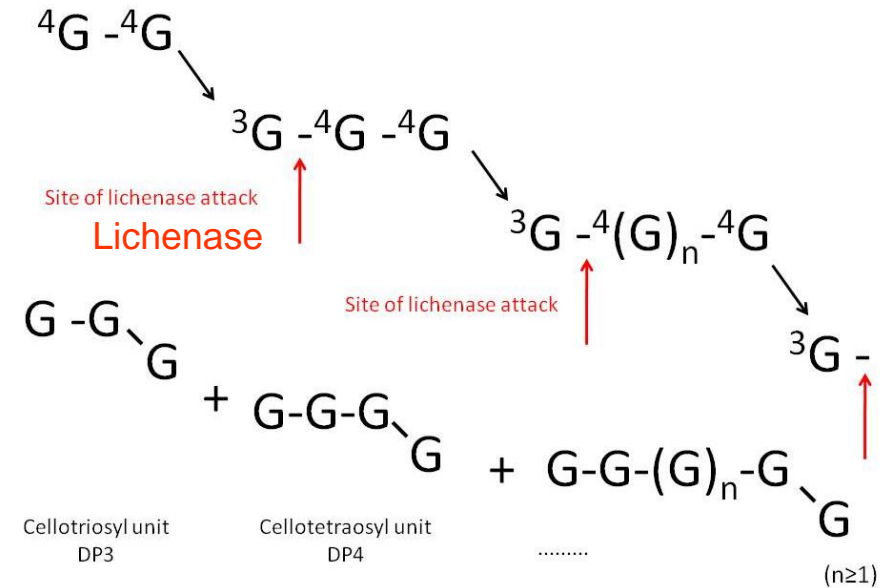 ⁴G -⁴G
³G -⁴G -⁴G
Site of lichenase attack
Lichenase
³G -⁴(G)ₙ-⁴G
Site of lichenase attack
³G -
G -G
G
+
G-G-G
G
+
G-G-(G)ₙ-G
G
Cellotriosyl unit
DP3
Cellotetraosyl unit
DP4
.........
(n≥1)